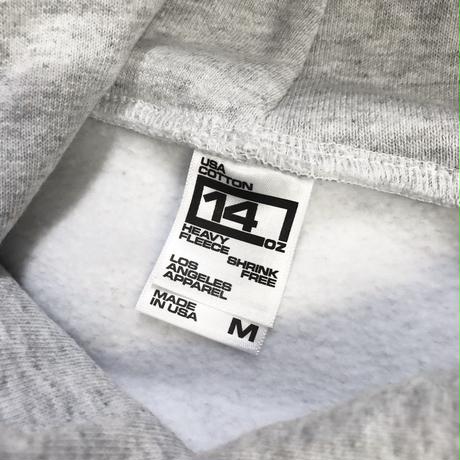 USA
COTTON
14 OZ
HEAVY
FLEECE SHRINK
FREE
LOS
ANGELES
APPAREL
MADE
IN USA
M